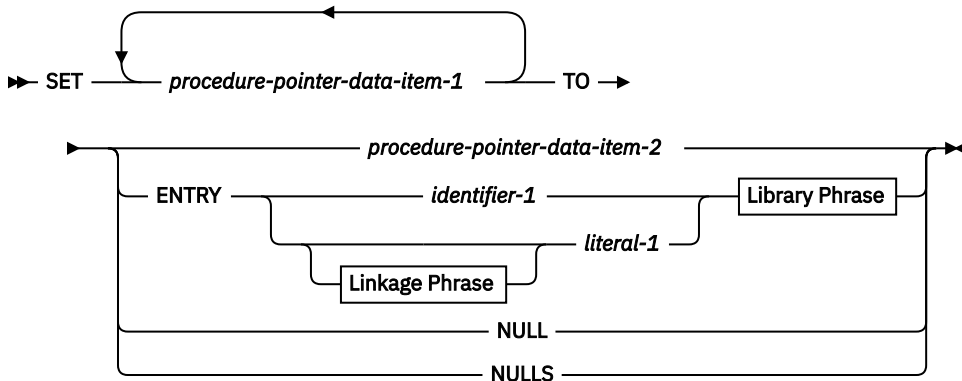 SET procedure-pointer-data-item-1 TO
procedure-pointer-data-item-2
ENTRY identifier-1 Library Phrase
literal-1
Linkage Phrase
NULL
NULLS